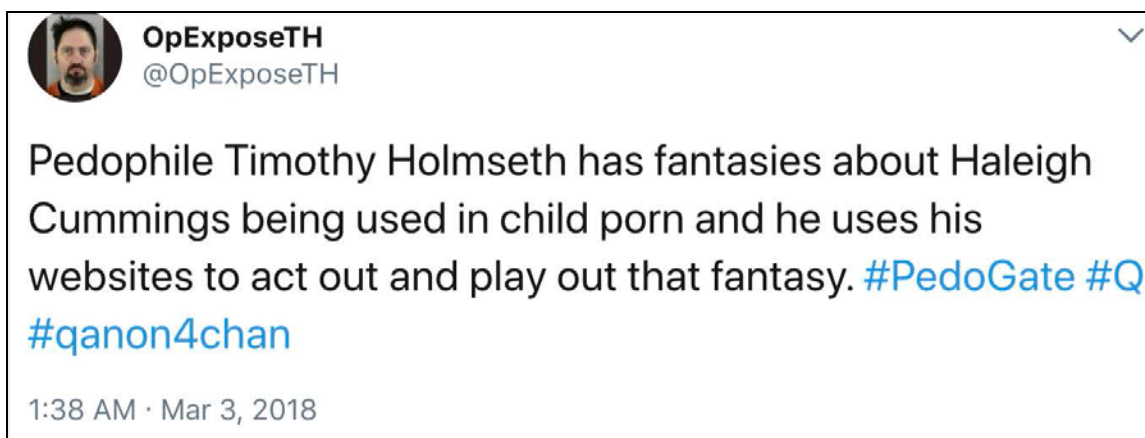 OpExposeTH
@OpExposeTH
Pedophile Timothy Holmseth has fantasies about Haleigh
Cummings being used in child porn and he uses his
websites to act out and play out that fantasy. #PedoGate #Q
#qanon4chan
1:38 AM · Mar 3, 2018